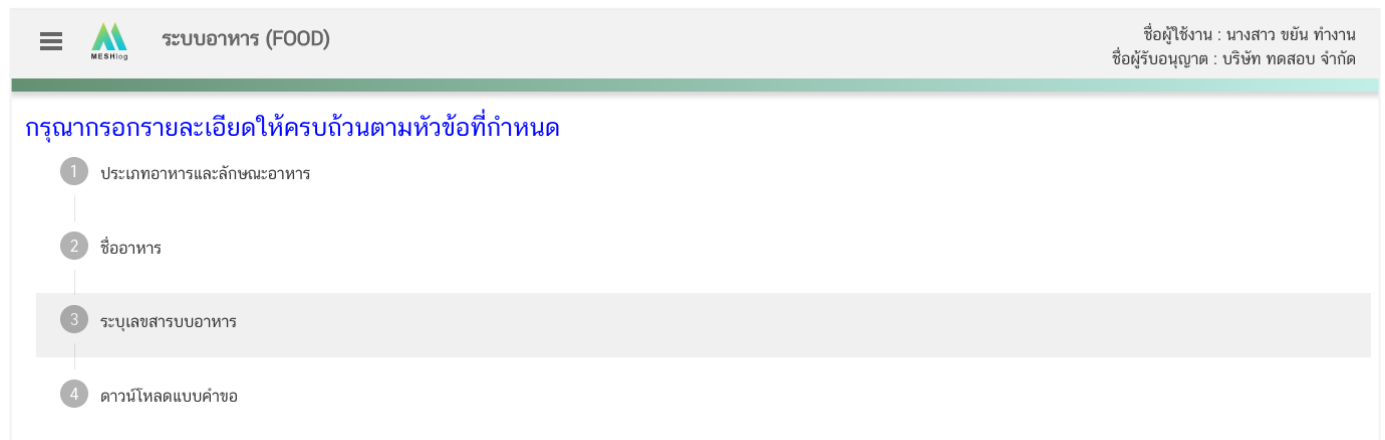 ระบบอาหาร (FOOD)
MESHlog
ชื่อผู้ใช้งาน : นางสาว ขยัน ทำงาน
ชื่อผู้รับอนุญาต : บริษัท ทดสอบ จำกัด
กรุณากรอกรายละเอียดให้ครบถ้วนตามหัวข้อที่กำหนด
1 ประเภทอาหารและลักษณะอาหาร
2 ชื่ออาหาร
3 ระบุเลขสารบบอาหาร
4 ดาวน์โหลดแบบคำขอ